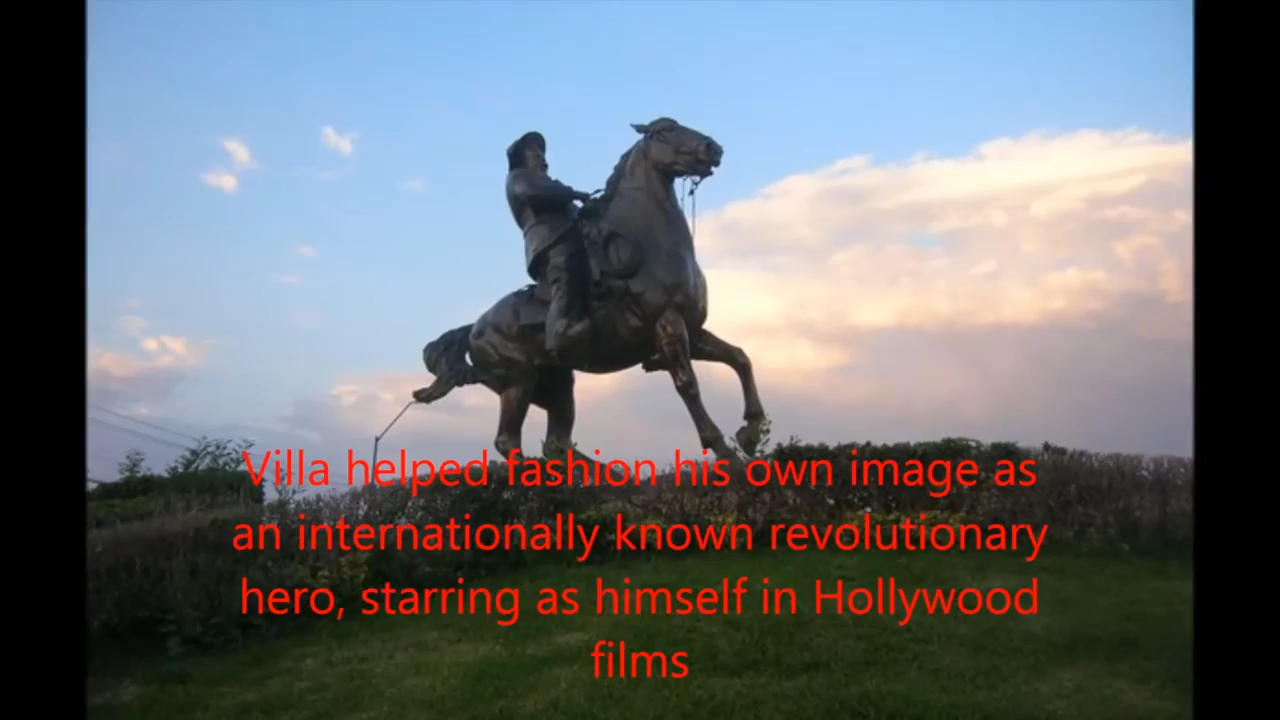 Villa helped fashion his own image as
an internationally known revolutionary
hero, starring as himself in Hollywood
films